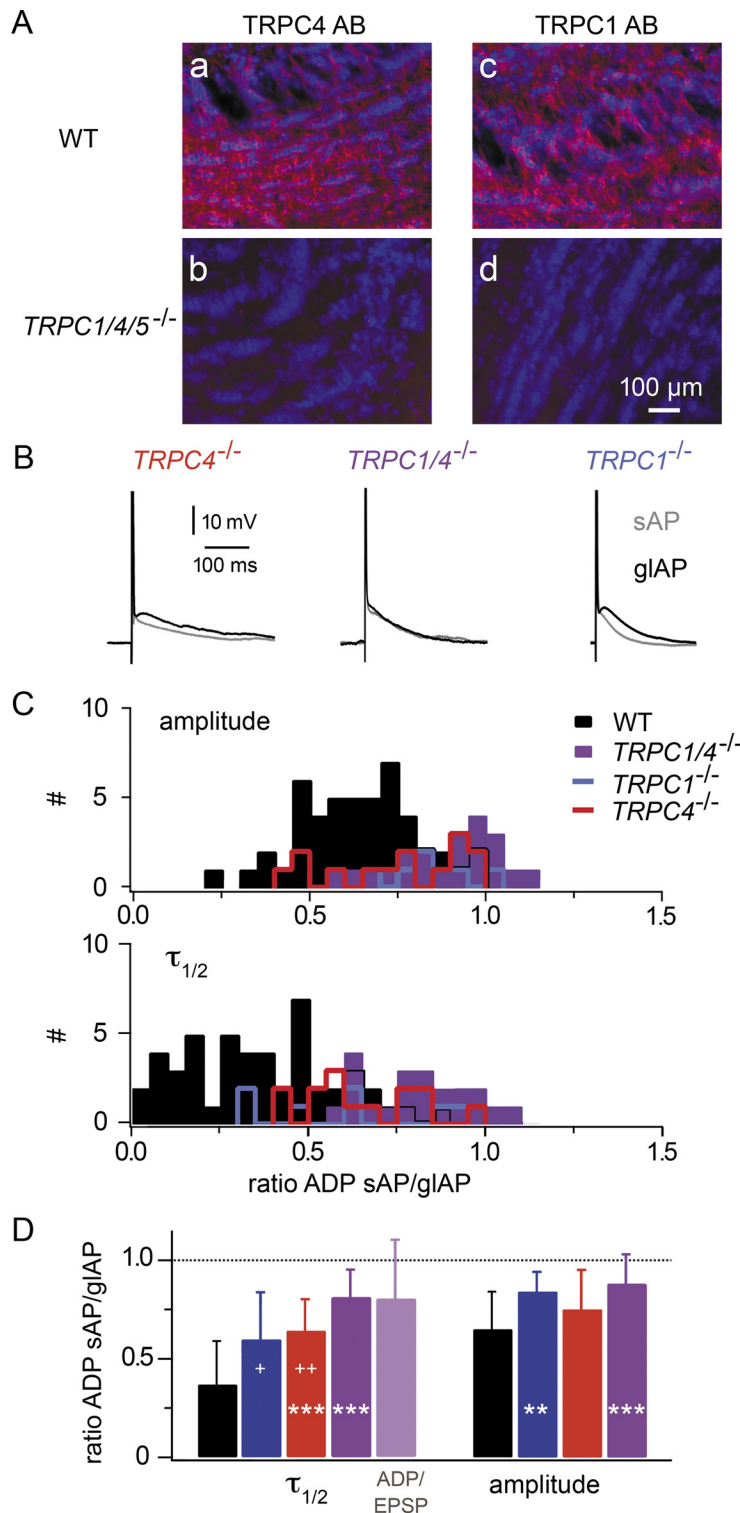 A
TRPC4 AB
TRPC1 AB
WT
a
c
TRPC1/4/5-/-
b
d
100 µm
B
TRPC4-/-
TRPC1/4-/-
TRPC1-/-
10 mV
100 ms
sAP
glAP
C
amplitude
WT
TRPC1/4-/-
TRPC1-/-
TRPC4-/-
10
5
0
#
0.0
0.5
1.0
1.5
τ1/2
10
5
0
#
0.0
0.5
1.0
1.5
ratio ADP sAP/glAP
D
ratio ADP sAP/glAP
1.0
0.5
0
+
++
***
***
**
***
τ1/2
ADP/
EPSP
amplitude